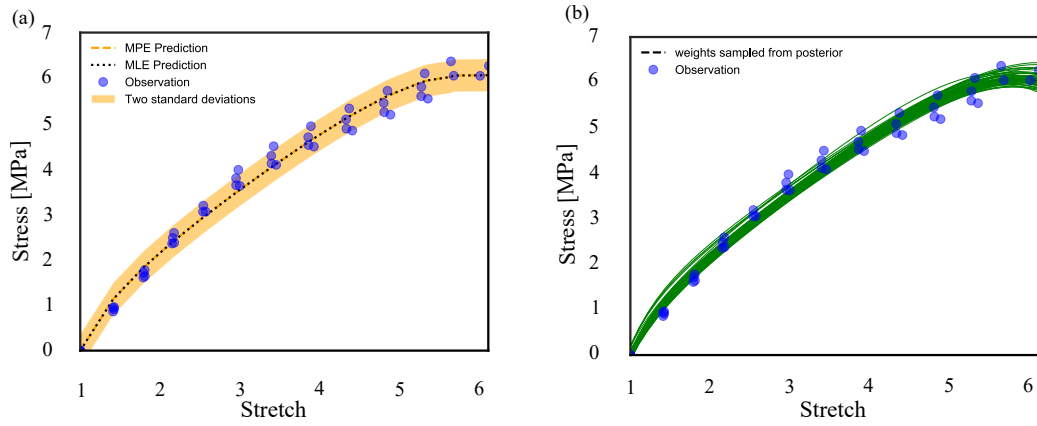 (a)
7
6
5
4
3
2
1
0
Stress [MPa]
MPE Prediction
MLE Prediction
Observation
Two standard deviations
1 2 3 4 5 6
Stretch
(b)
7
6
5
4
3
2
1
0
Stress [MPa]
weights sampled from posterior
Observation
1 2 3 4 5 6
Stretch